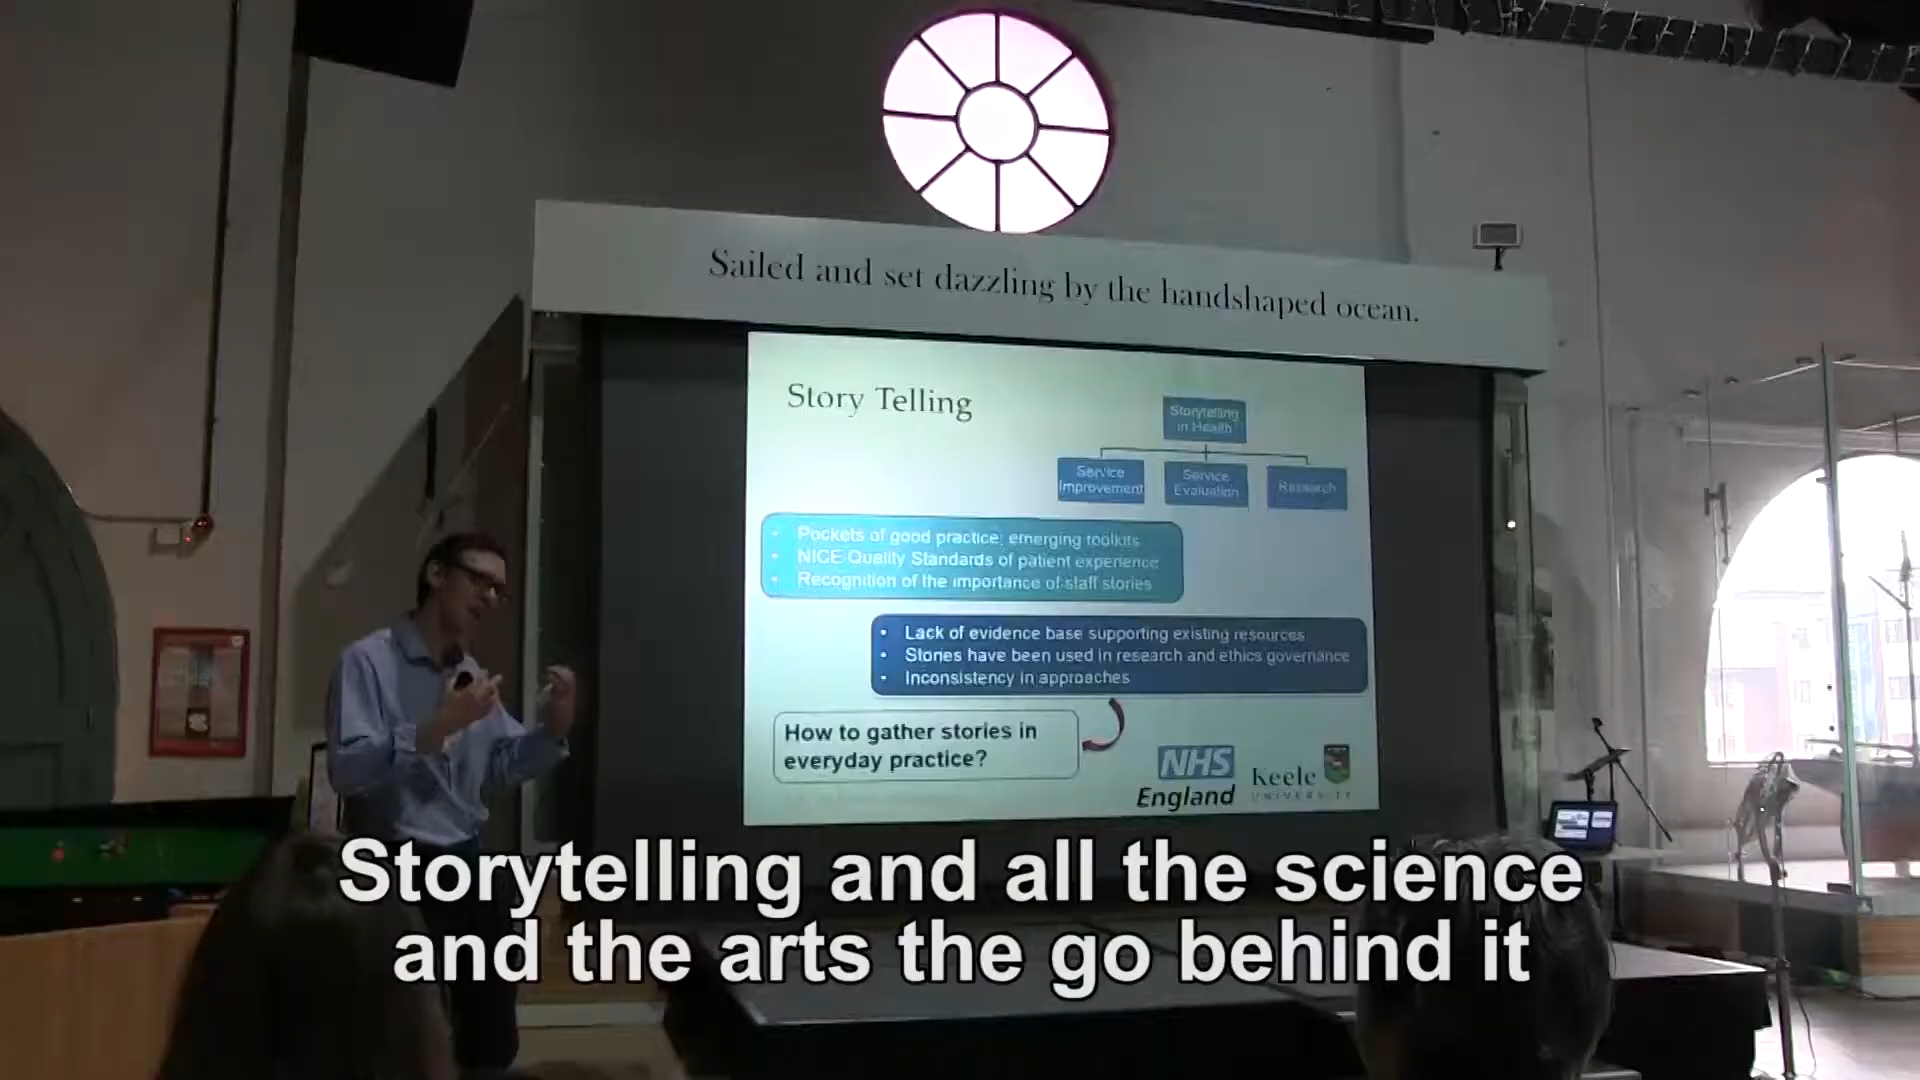 Sailed and set dazzling by the handshaped ocean.
Story Telling
Storytelling
in Health
Service
Improvement
Service
Evaluation
Research
• Pockets of good practice; emerging toolkits
• NICE Quality Standards of patient experience
• Recognition of the importance of staff stories
• Lack of evidence base supporting existing resources
• Stories have been used in research and ethics governance
• Inconsistency in approaches
How to gather stories in
everyday practice?
NHS
England
Keele
UNIVERSITY
Storytelling and all the science
and the arts the go behind it